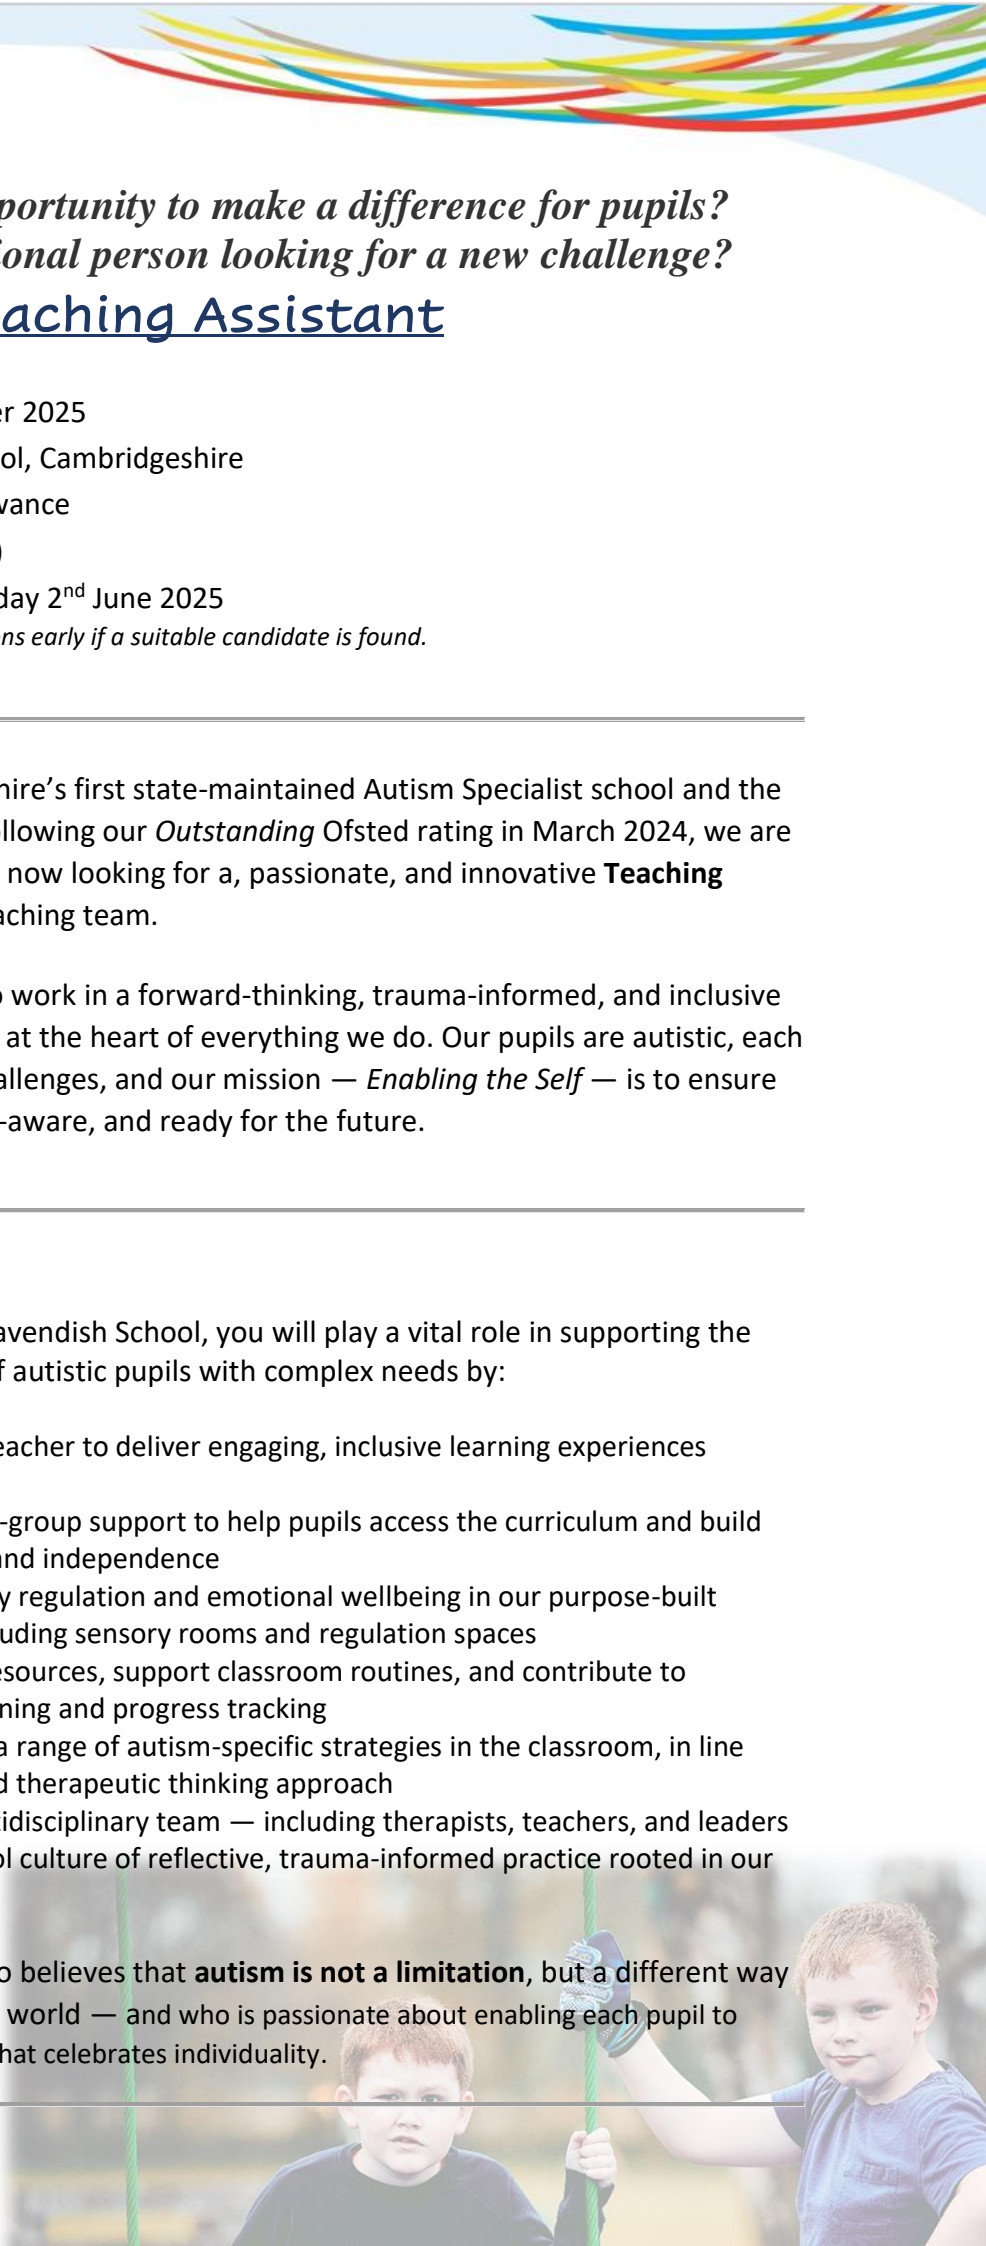 portunity to make a difference for pupils?
ional person looking for a new challenge?
aching Assistant
er 2025
ol, Cambridgeshire
wance
)
day 2nd June 2025
ns early if a suitable candidate is found.
hire’s first state-maintained Autism Specialist school and the
ollowing our Outstanding Ofsted rating in March 2024, we are
now looking for a, passionate, and innovative Teaching
aching team.
o work in a forward-thinking, trauma-informed, and inclusive
at the heart of everything we do. Our pupils are autistic, each
allenges, and our mission — Enabling the Self — is to ensure
-aware, and ready for the future.
avendish School, you will play a vital role in supporting the
f autistic pupils with complex needs by:
eacher to deliver engaging, inclusive learning experiences
-group support to help pupils access the curriculum and build
and independence
y regulation and emotional wellbeing in our purpose-built
uding sensory rooms and regulation spaces
esources, support classroom routines, and contribute to
ning and progress tracking
a range of autism-specific strategies in the classroom, in line
d therapeutic thinking approach
tidisciplinary team — including therapists, teachers, and leaders
ol culture of reflective, trauma-informed practice rooted in our
o believes that autism is not a limitation, but a different way
world — and who is passionate about enabling each pupil to
hat celebrates individuality.